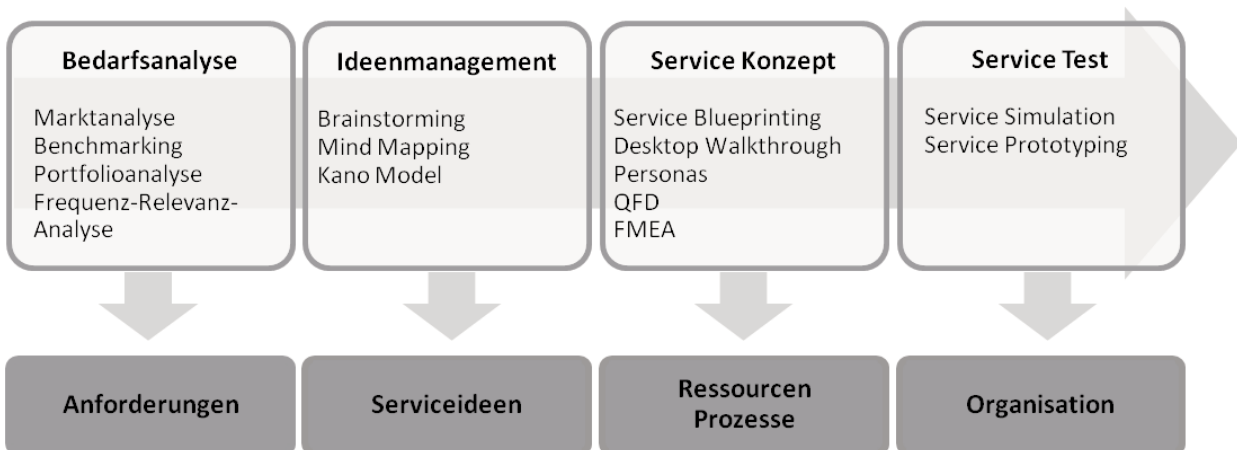 Bedarfsanalyse
Marktanalyse
Benchmarking
Portfolioanalyse
Frequenz-Relevanz-
Analyse
Ideenmanagement
Brainstorming
Mind Mapping
Kano Model
Service Konzept
Service Blueprinting
Desktop Walkthrough
Personas
QFD
FMEA
Service Test
Service Simulation
Service Prototyping
Anforderungen
Serviceideen
Ressourcen
Prozesse
Organisation